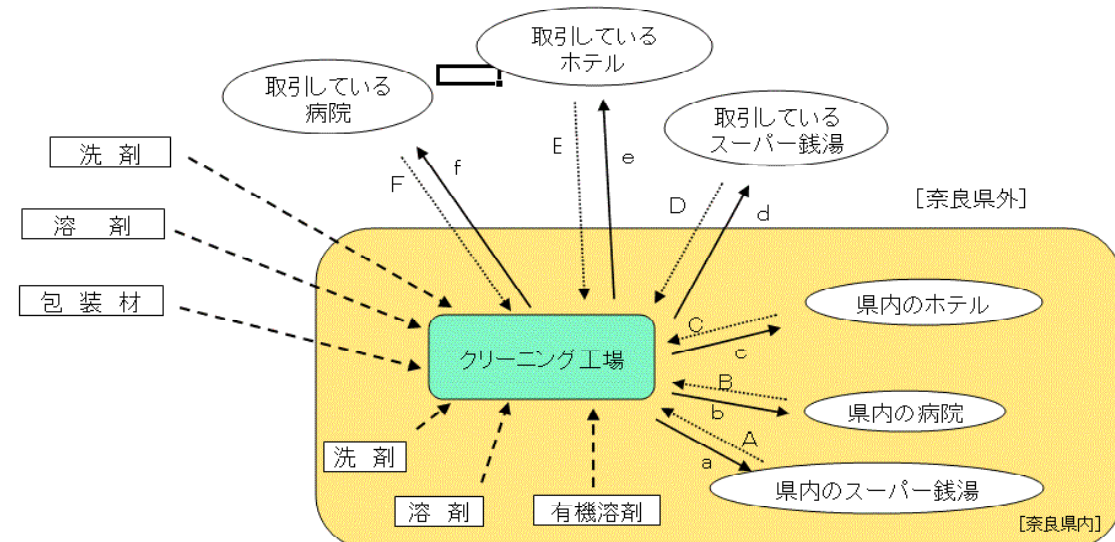 取引している
ホテル
取引している
病院
取引している
スーパー銭湯
洗 剤
溶 剤
包 装 材
F
f
E
e
D
d
[奈良県外]
県内のホテル
C
c
クリーニング工場
B
b
県内の病院
A
a
洗 剤
溶 剤
有機溶剤
県内のスーパー銭湯
[奈良県内]